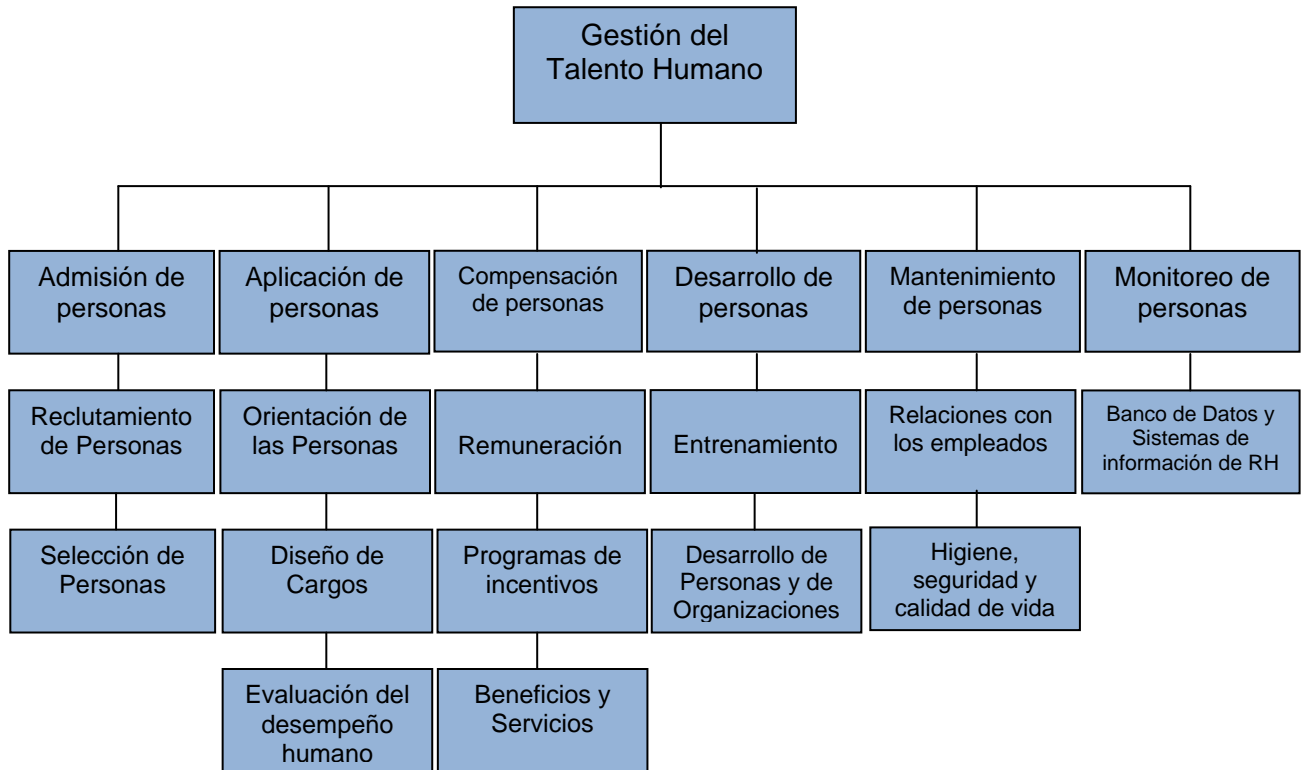 Gestión del
Talento Humano
Admisión de
personas
Aplicación de
personas
Compensación
de personas
Desarrollo de
personas
Mantenimiento
de personas
Monitoreo de
personas
Reclutamiento
de Personas
Orientación de
las Personas
Remuneración
Entrenamiento
Relaciones con
los empleados
Banco de Datos y
Sistemas de
información de RH
Selección de
Personas
Diseño de
Cargos
Programas de
incentivos
Desarrollo de
Personas y de
Organizaciones
Higiene,
seguridad y
calidad de vida
Evaluación del
desempeño
humano
Beneficios y
Servicios